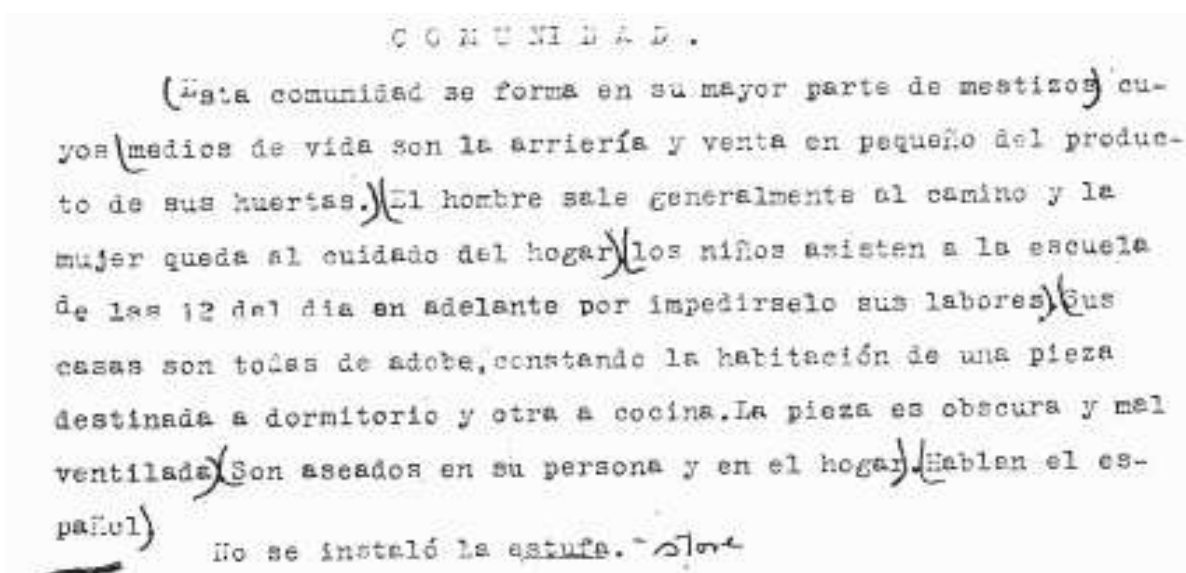 COMUNIDAD.
(Esta comunidad se forma en su mayor parte de mestizos) cu-
yos (medios de vida son la arriería y venta en pequeño del produc-
to de sus huertas.) (El hombre sale generalmente al camino y la
mujer queda al cuidado del hogar) (los niños asisten a la escuela
de las 12 del dia en adelante por impedirselo sus labores). (Sus
casas son todas de adobe, constando la habitación de una pieza
destinada a dormitorio y otra a cocina. La pieza es obscura y mal
ventilada) (Son aseados en su persona y en el hogar). (Hablan el es-
pañol)
No se instaló la estufa. - stove